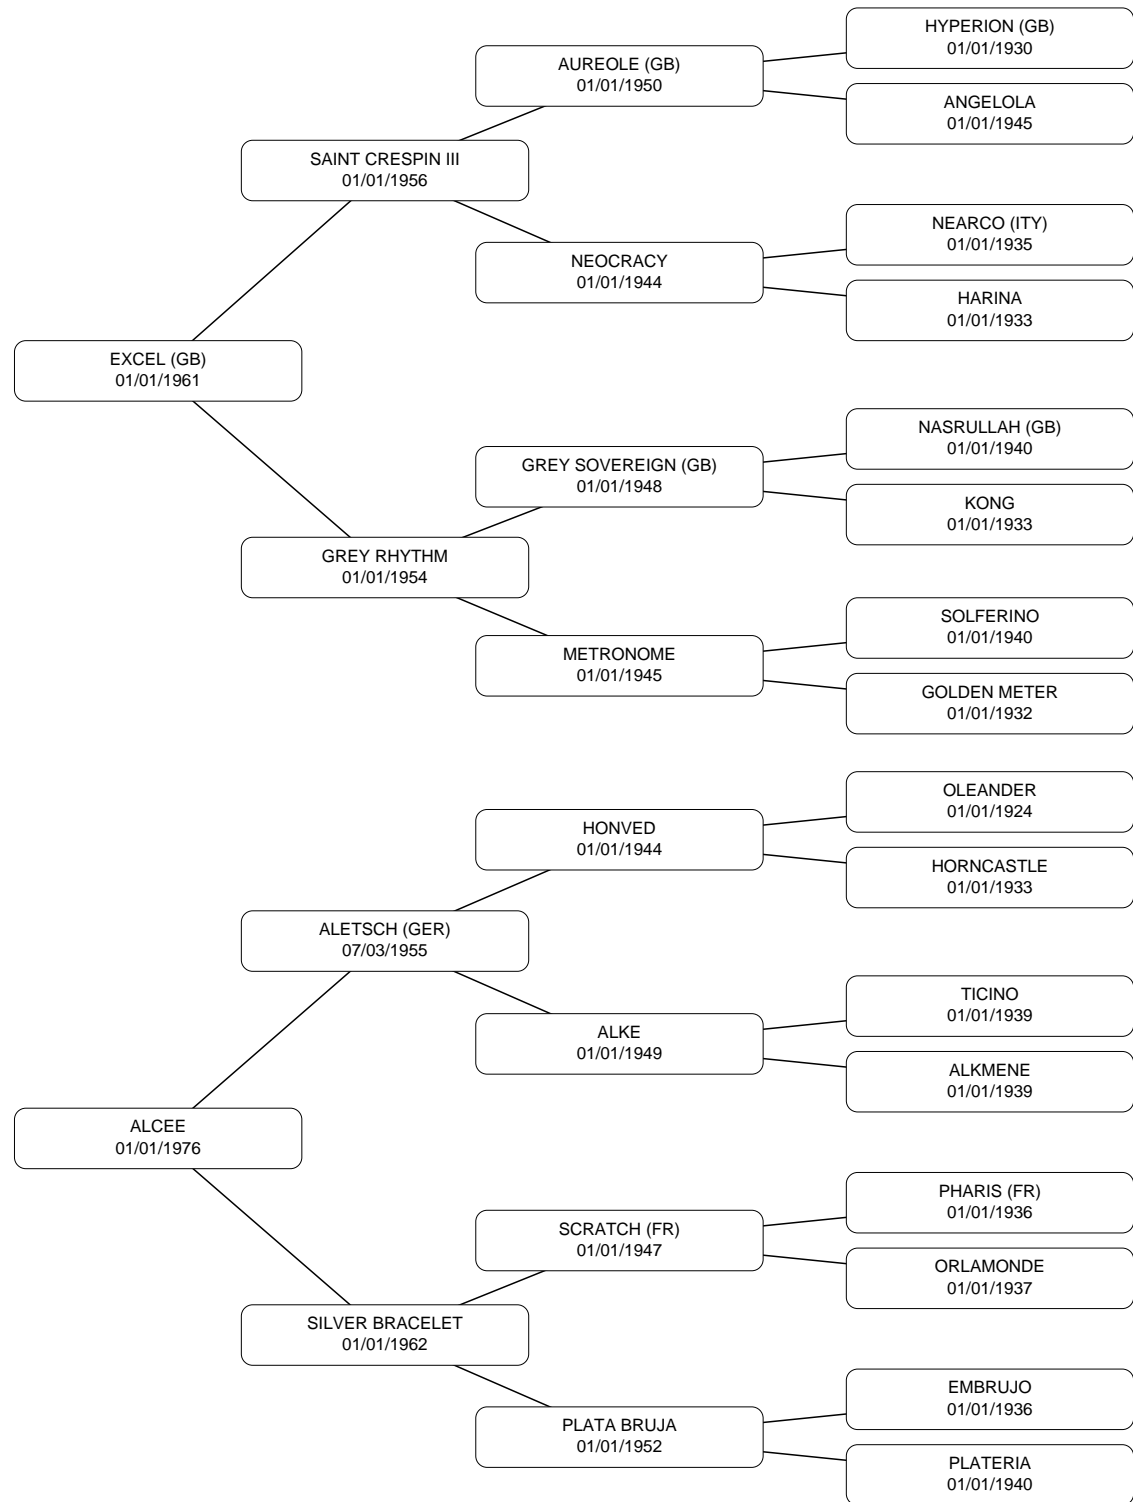 HYPERION (GB)
01/01/1930
AUREOLE (GB)
01/01/1950
ANGELOLA
01/01/1945
SAINT CRESPIN III
01/01/1956
NEARCO (ITY)
01/01/1935
NEOCRACY
01/01/1944
HARINA
01/01/1933
EXCEL (GB)
01/01/1961
NASRULLAH (GB)
01/01/1940
GREY SOVEREIGN (GB)
01/01/1948
KONG
01/01/1933
GREY RHYTHM
01/01/1954
SOLFERINO
01/01/1940
METRONOME
01/01/1945
GOLDEN METER
01/01/1932
OLEANDER
01/01/1924
HONVED
01/01/1944
HORNCASTLE
01/01/1933
ALETSCH (GER)
07/03/1955
TICINO
01/01/1939
ALKE
01/01/1949
ALKMENE
01/01/1939
ALCEE
01/01/1976
PHARIS (FR)
01/01/1936
SCRATCH (FR)
01/01/1947
ORLAMONDE
01/01/1937
SILVER BRACELET
01/01/1962
EMBRUJO
01/01/1936
PLATA BRUJA
01/01/1952
PLATERIA
01/01/1940